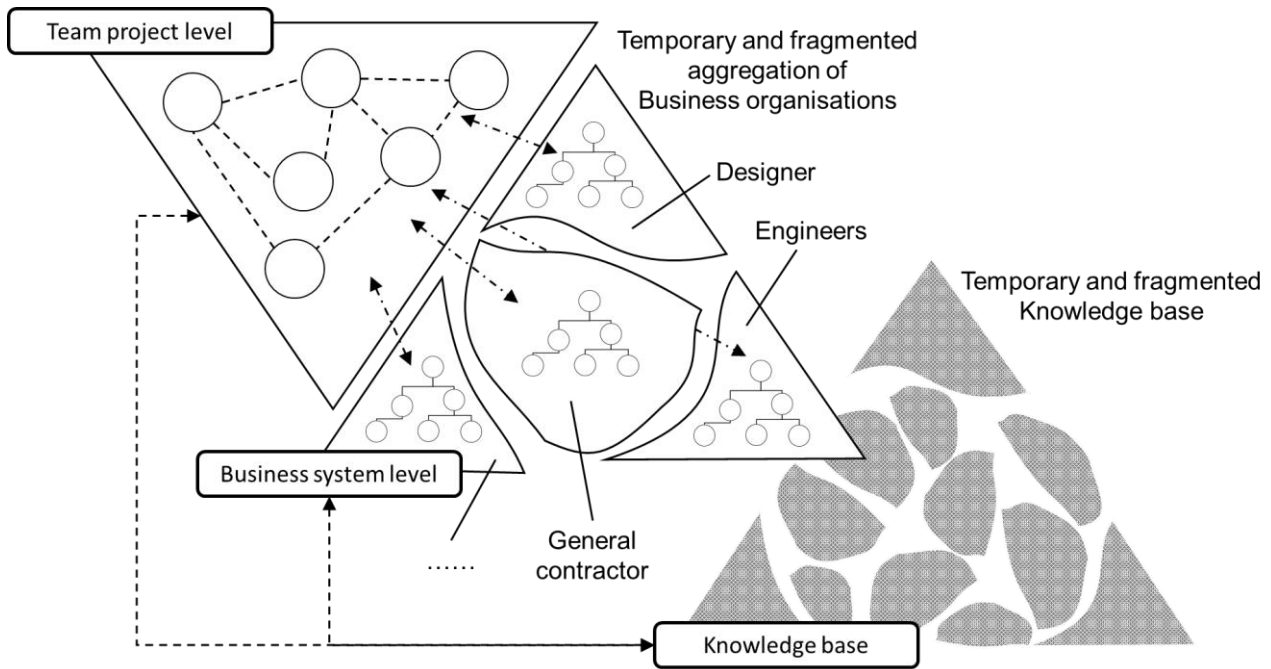 Team project level
Temporary and fragmented
aggregation of
Business organisations
Designer
Engineers
Temporary and fragmented
Knowledge base
Business system level
General
contractor
......
Knowledge base